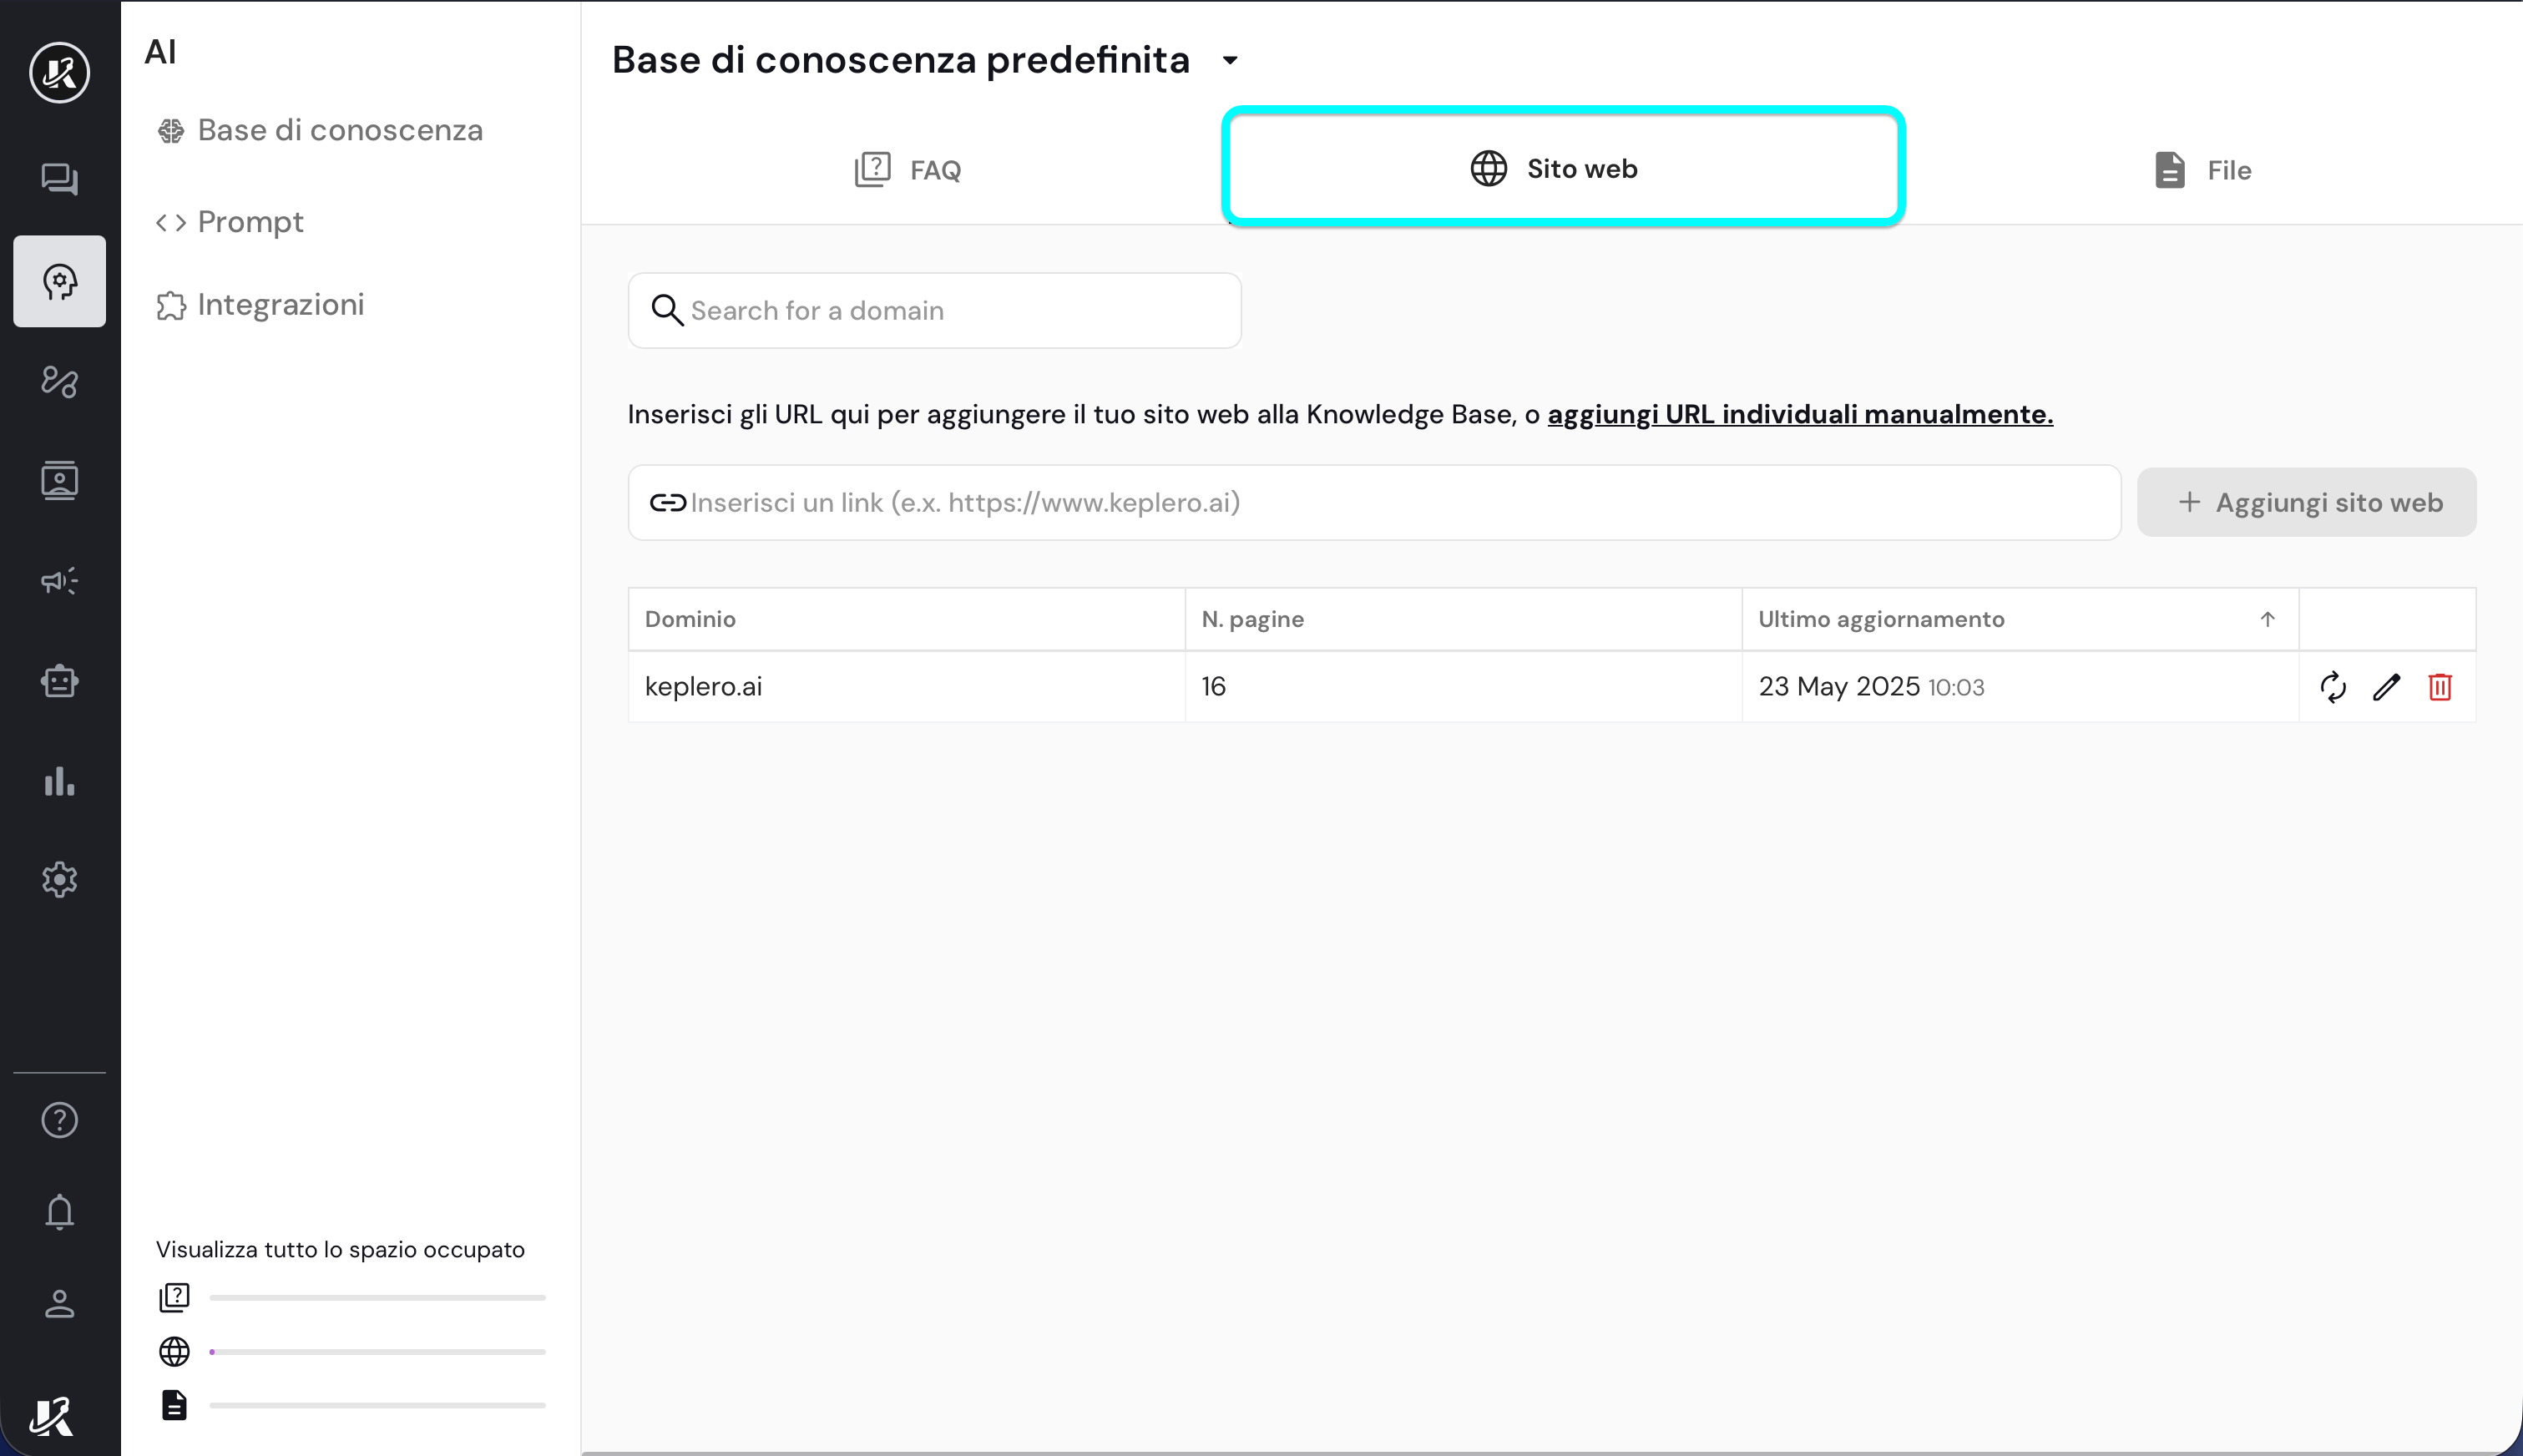 AI
Base di conoscenza
Prompt
Integrazioni
Visualizza tutto lo spazio occupato
Base di conoscenza predefinita
FAQ
Sito web
File
Search for a domain
Inserisci gli URL qui per aggiungere il tuo sito web alla Knowledge Base, o aggiungi URL individuali manualmente.
Inserisci un link (e.x. https://www.keplero.ai)
+ Aggiungi sito web
Dominio N. pagine Ultimo aggiornamento
keplero.ai 16 23 May 2025 10:03